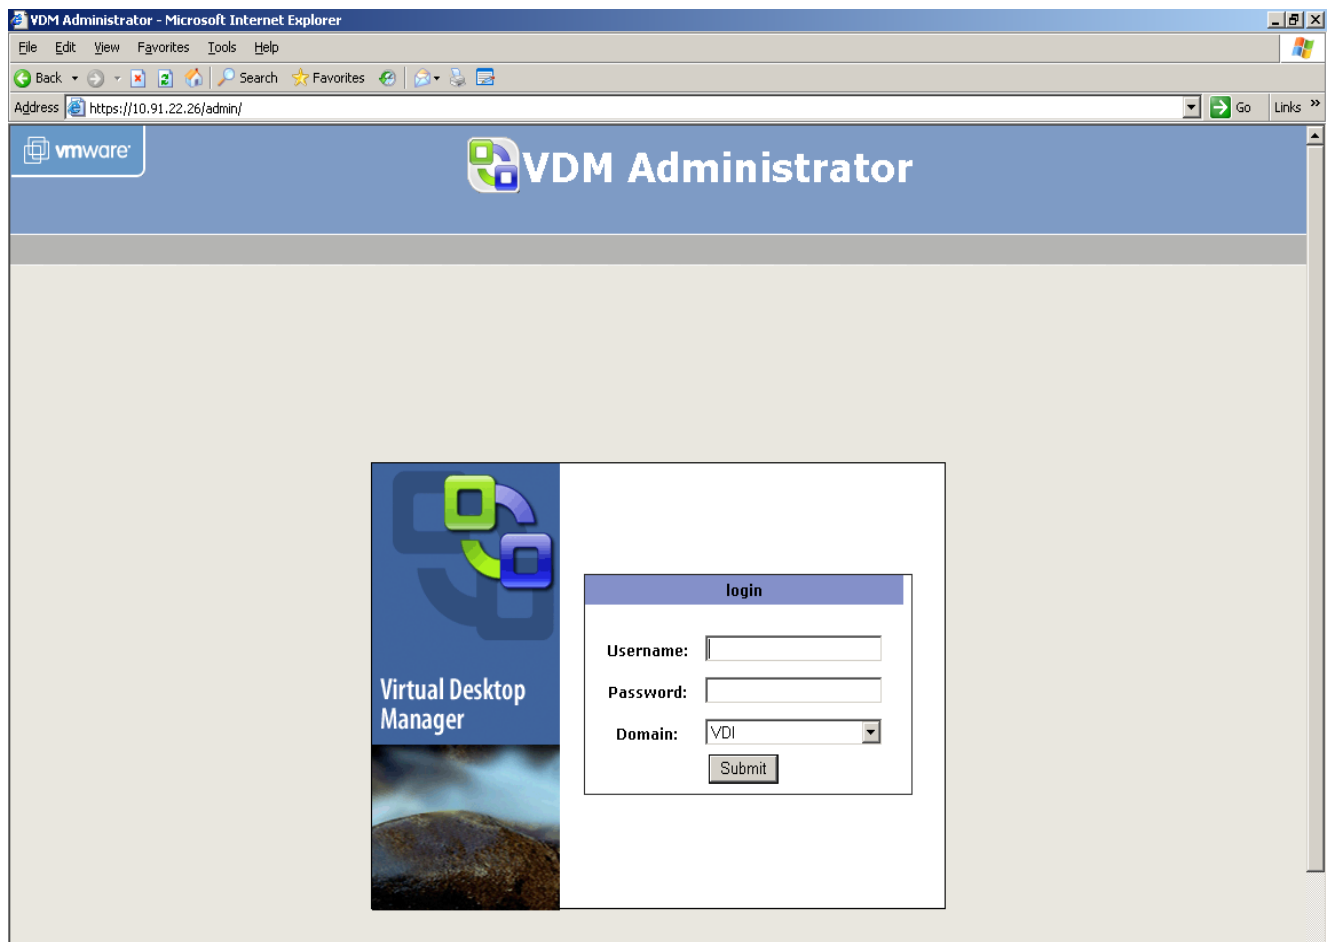 VDM Administrator - Microsoft Internet Explorer
File Edit View Favorites Tools Help
Back Search Favorites
Address https://10.91.22.26/admin/ Go Links »
vmware
VDM Administrator
login
Username:
Password:
Domain: VDI
Submit
Virtual Desktop
Manager